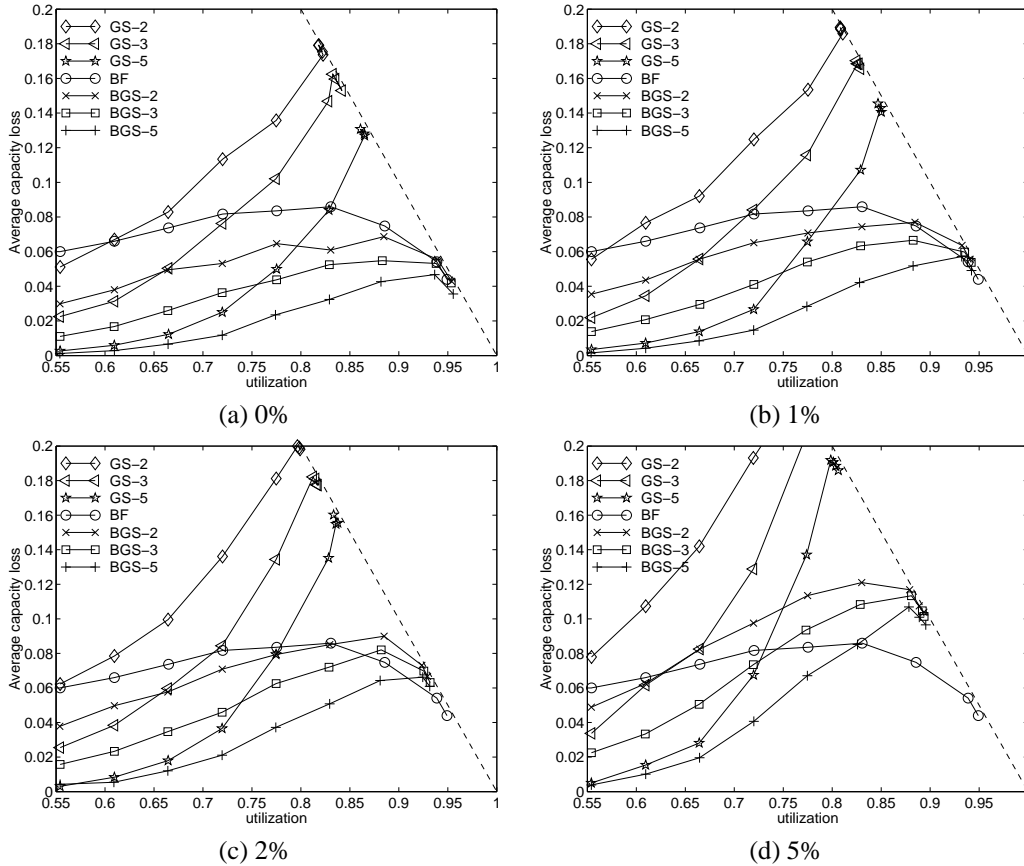 0.2
0.18
0.16
0.14
0.12
0.1
0.08
0.06
0.04
0.02
0
Average capacity loss
GS−2
GS−3
GS−5
BF
BGS−2
BGS−3
BGS−5
0.55 0.6 0.65 0.7 0.75 0.8 0.85 0.9 0.95 1
utilization
(a) 0%
0.2
0.18
0.16
0.14
0.12
0.1
0.08
0.06
0.04
0.02
0
Average capacity loss
GS−2
GS−3
GS−5
BF
BGS−2
BGS−3
BGS−5
0.55 0.6 0.65 0.7 0.75 0.8 0.85 0.9 0.95
utilization
(b) 1%
0.2
0.18
0.16
0.14
0.12
0.1
0.08
0.06
0.04
0.02
0
Average capacity loss
GS−2
GS−3
GS−5
BF
BGS−2
BGS−3
BGS−5
0.55 0.6 0.65 0.7 0.75 0.8 0.85 0.9 0.95 1
utilization
(c) 2%
0.2
0.18
0.16
0.14
0.12
0.1
0.08
0.06
0.04
0.02
0
Average capacity loss
GS−2
GS−3
GS−5
BF
BGS−2
BGS−3
BGS−5
0.55 0.6 0.65 0.7 0.75 0.8 0.85 0.9 0.95
utilization
(d) 5%